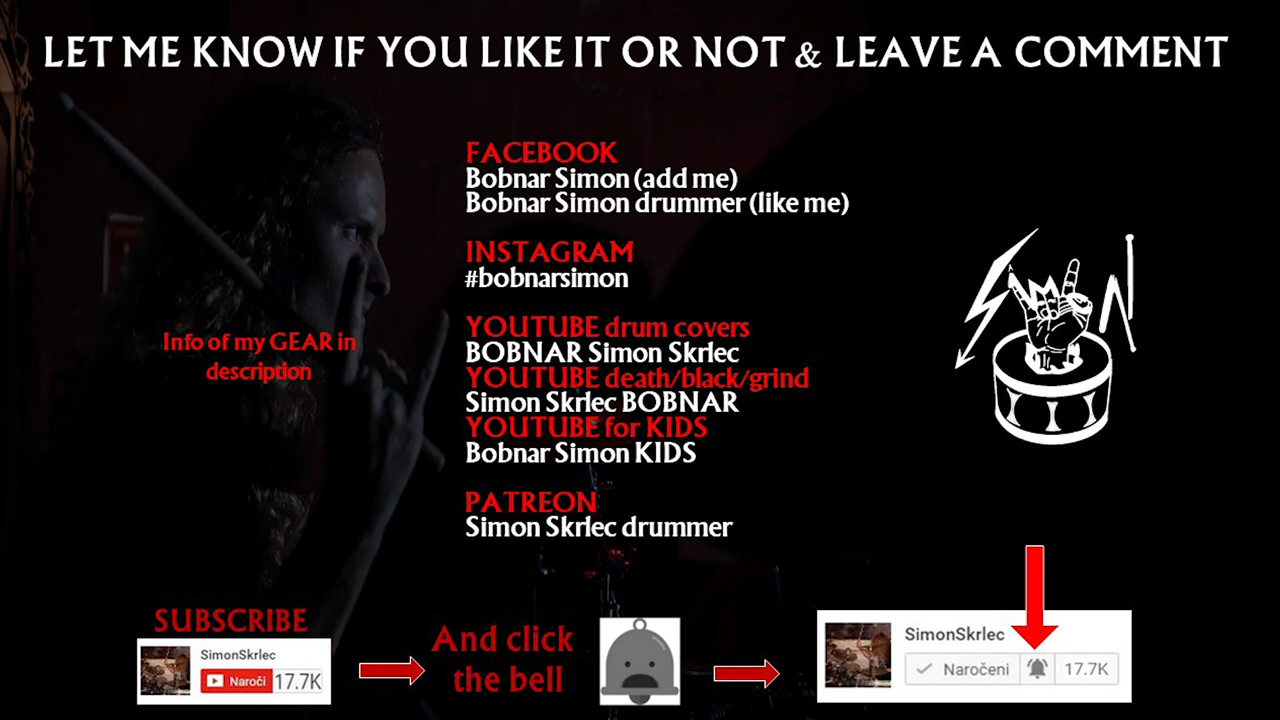 LET ME KNOW IF YOU LIKE IT OR NOT & LEAVE A COMMENT
FACEBOOK
Bobnar Simon (add me)
Bobnar Simon drummer (like me)
INSTAGRAM
#bobnarsimon
YOUTUBE drum covers
BOBNAR Simon Skrlec
YOUTUBE death/black/grind
Simon Skrlec BOBNAR
YOUTUBE for KIDS
Bobnar Simon KIDS
PATREON
Simon Skrlec drummer
Info of my GEAR in
description
SIMON
SUBSCRIBE
SimonSkrlec
Naroči 17.7K
And click
the bell
SimonSkrlec
Naročeni 17.7K